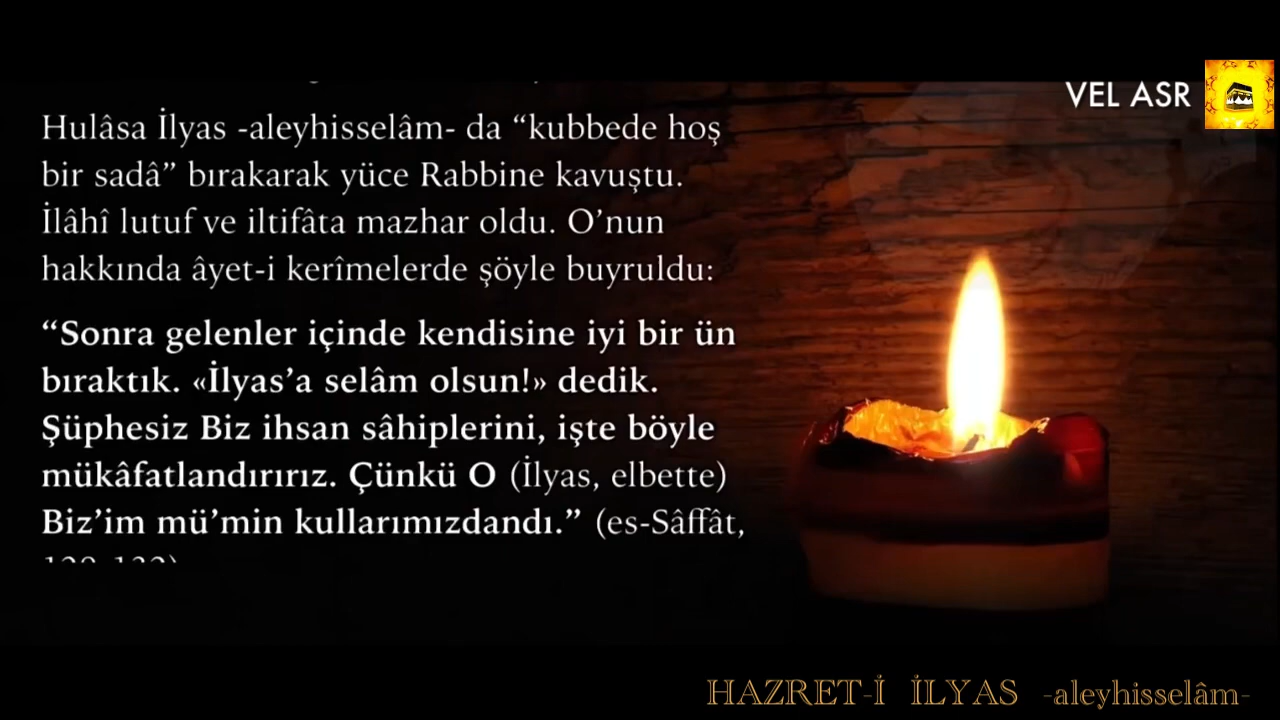 VEL ASR
Hulâsa İlyas -aleyhisselâm- da “kubbede hoş
bir sadâ” bırakarak yüce Rabbine kavuştu.
İlâhî lutuf ve iltifâta mazhar oldu. O’nun
hakkında âyet-i kerîmelerde şöyle buyruldu:
“Sonra gelenler içinde kendisine iyi bir ün
bıraktık. «İlyas’a selâm olsun!» dedik.
Şüphesiz Biz ihsan sâhiplerini, işte böyle
mükâfatlandırırız. Çünkü O (İlyas, elbette)
Biz’im mü’min kullarımızdandı.” (es-Sâffât,
HAZRET-İ İLYAS -aleyhisselâm-